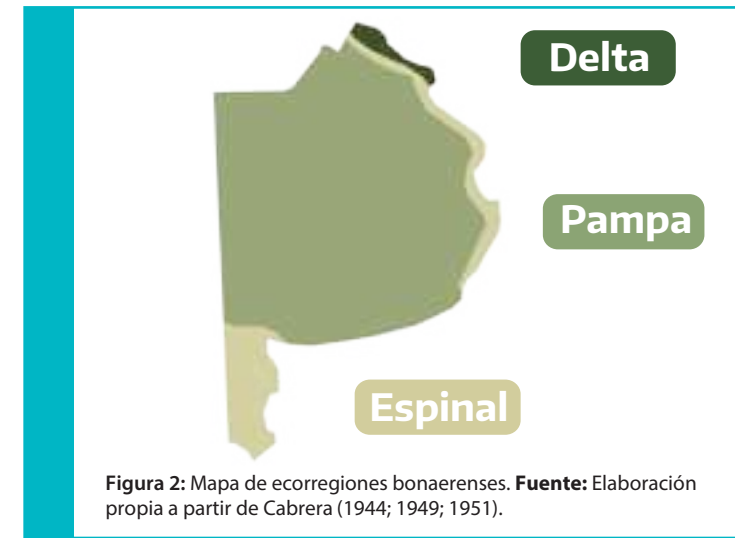 Delta
Pampa
Espinal
Figura 2: Mapa de ecorregiones bonaerenses. Fuente: Elaboración
propia a partir de Cabrera (1944; 1949; 1951).